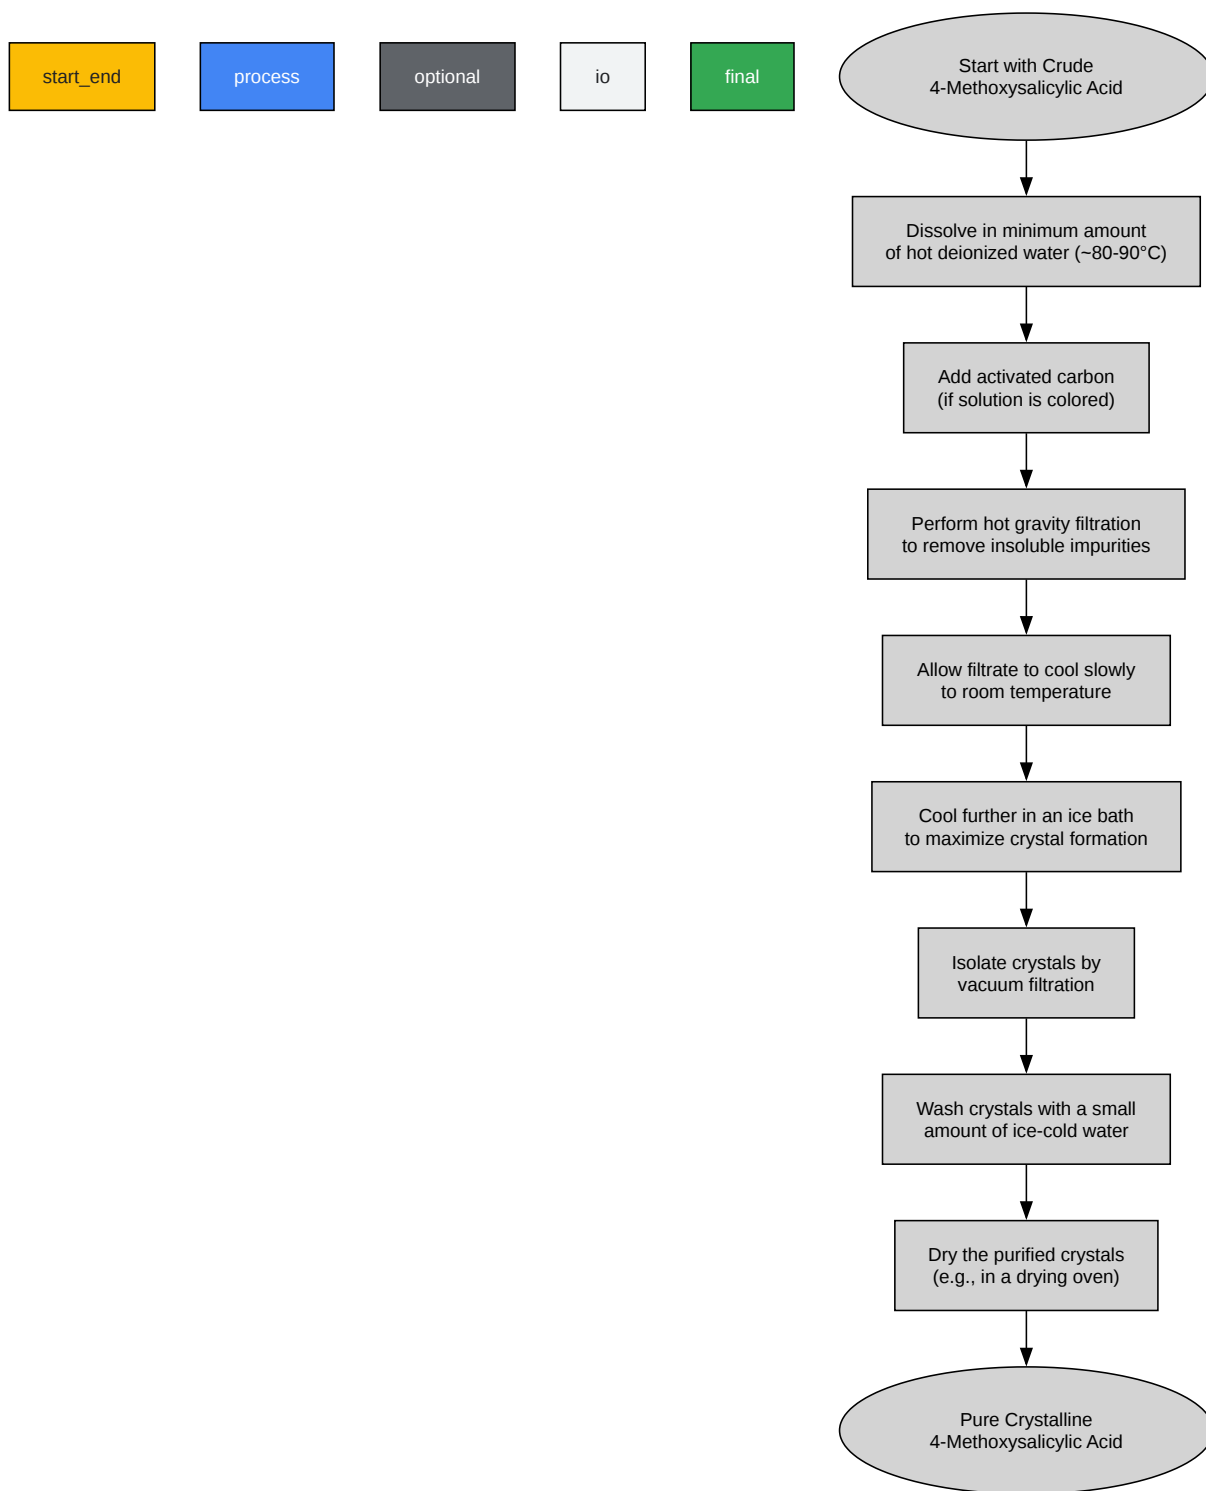 start_end
process
optional
io
final
Start with Crude
4-Methoxysalicylic Acid
Dissolve in minimum amount
of hot deionized water (~80-90°C)
Add activated carbon
(if solution is colored)
Perform hot gravity filtration
to remove insoluble impurities
Allow filtrate to cool slowly
to room temperature
Cool further in an ice bath
to maximize crystal formation
Isolate crystals by
vacuum filtration
Wash crystals with a small
amount of ice-cold water
Dry the purified crystals
(e.g., in a drying oven)
Pure Crystalline
4-Methoxysalicylic Acid